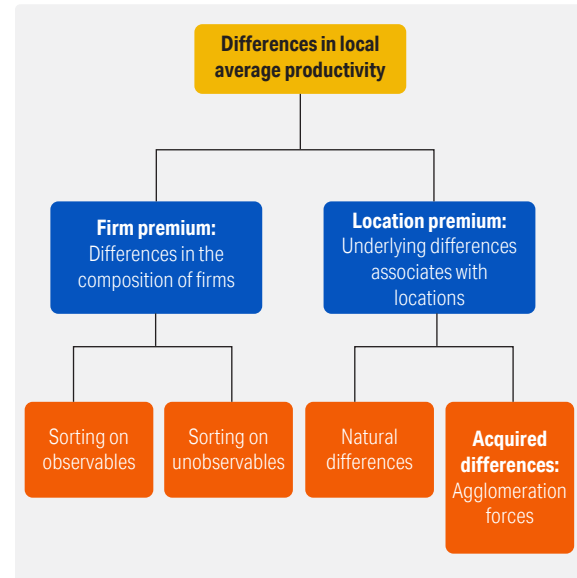 Differences in local
average productivity
Firm premium:
Differences in the
composition of firms
Location premium:
Underlying differences
associates with
locations
Sorting on
observables
Sorting on
unobservables
Natural
differences
Acquired
differences:
Agglomeration
forces